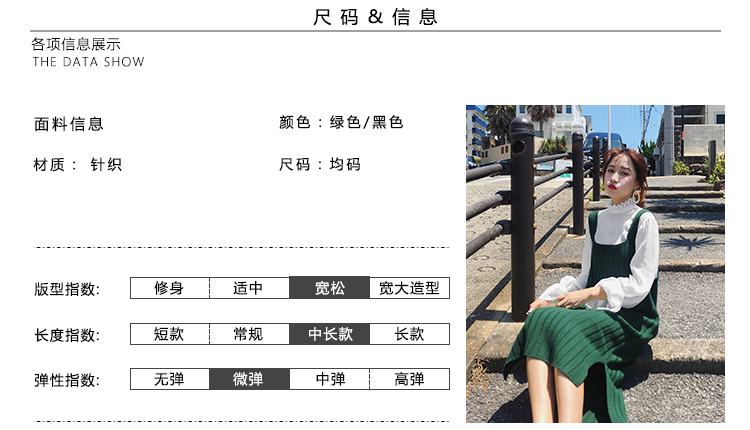 尺码&信息
各项信息展示
THE DATA SHOW
面料信息
颜色：绿色/黑色
材质： 针织
尺码：均码
版型指数: 修身 适中 宽松 宽大造型
长度指数: 短款 常规 中长款 长款
弹性指数: 无弹 微弹 中弹 高弹